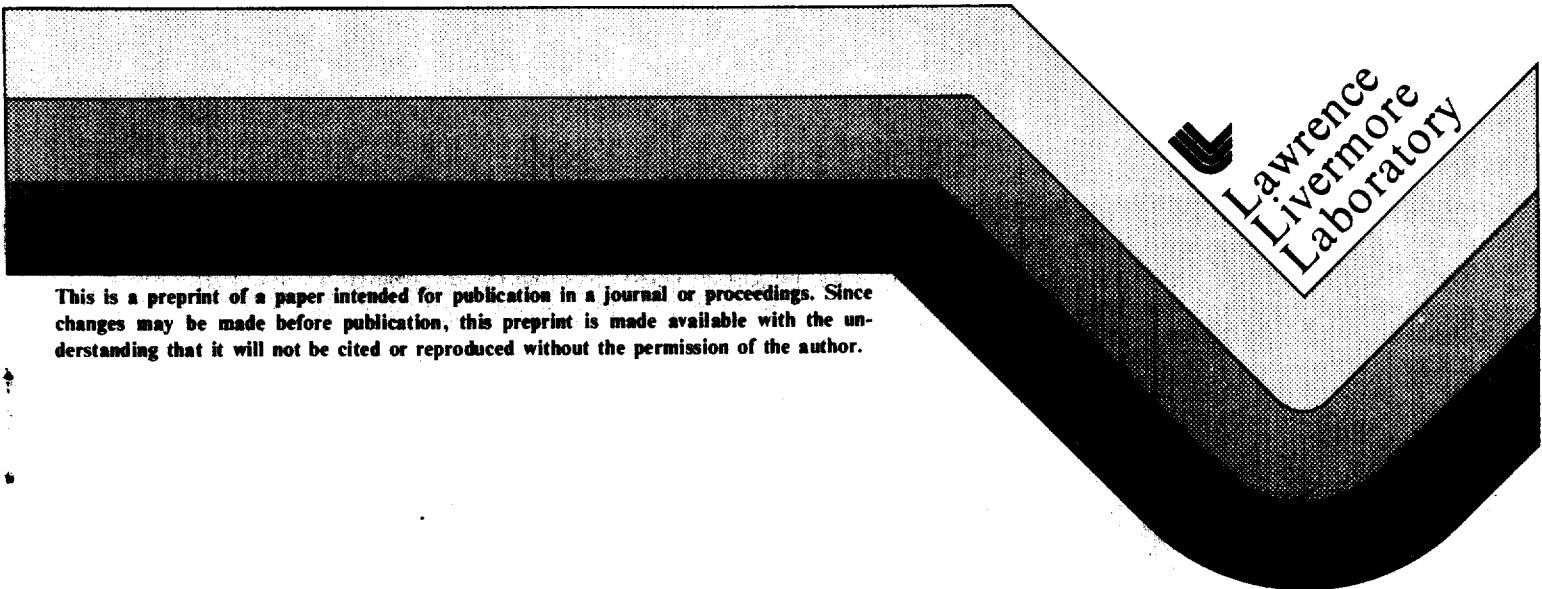 Lawrence
Livermore
Laboratory
This is a preprint of a paper intended for publication in a journal or proceedings. Since
changes may be made before publication, this preprint is made available with the un-
derstanding that it will not be cited or reproduced without the permission of the author.